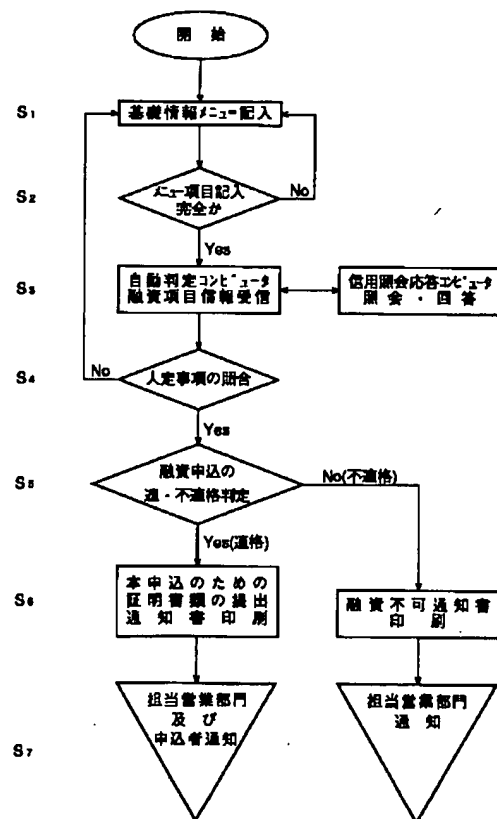 開始
S1
基礎情報メニュー記入
S2
メニュー項目記入
完全か
No
Yes
S3
自動判定コンピュータ
融資項目信報受信
信用照会応答コンピュータ
照会・回答
S4
No
人定事項の照合
Yes
S5
融資申込の
適・不適格判定
No(不適格)
Yes(適格)
S6
本申込のための
証明書類の提出
通知書印刷
融資不可通知書
印刷
S7
担当営業部門
及び
申込者通知
担当営業部門
通知